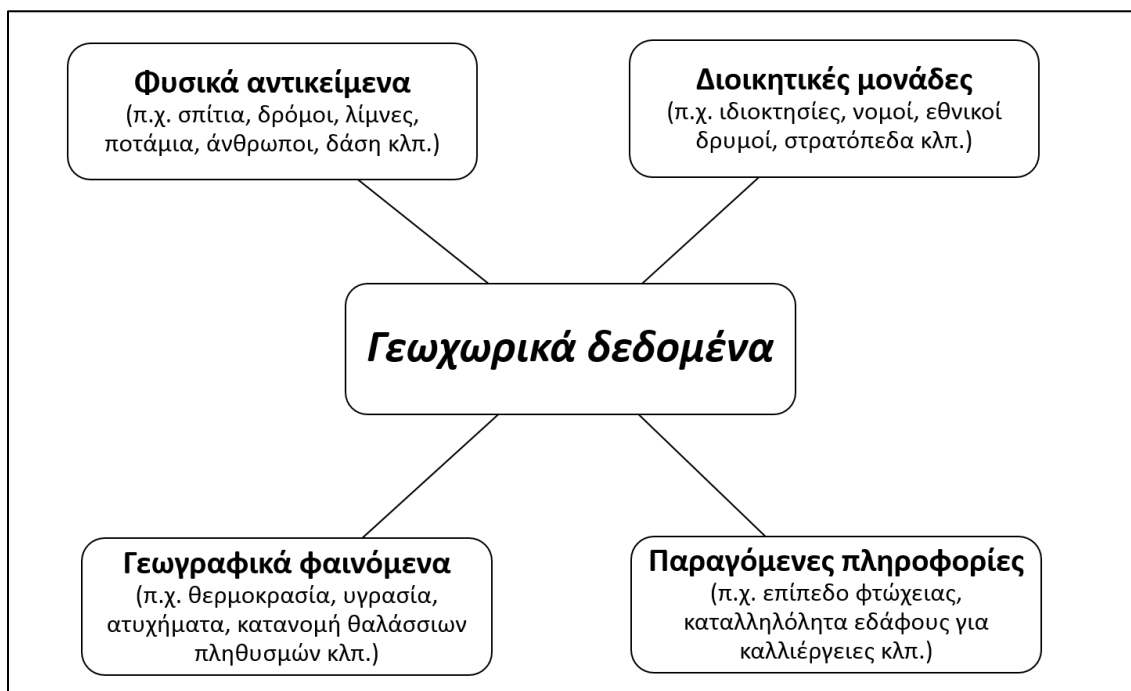 Φυσικά αντικείμενα
(π.χ. σπίτια, δρόμοι, λίμνες,
ποτάμια, άνθρωποι, δάση κλπ.)
Διοικητικές μονάδες
(π.χ. ιδιοκτησίες, νομοί, εθνικοί
δρυμοί, στρατόπεδα κλπ.)
Γεωχωρικά δεδομένα
Γεωγραφικά φαινόμενα
(π.χ. θερμοκρασία, υγρασία,
ατυχήματα, κατανομή θαλάσσιων
πληθυσμών κλπ.)
Παραγόμενες πληροφορίες
(π.χ. επίπεδο φτώχειας,
καταλληλόλητα εδάφους για
καλλιέργειες κλπ.)